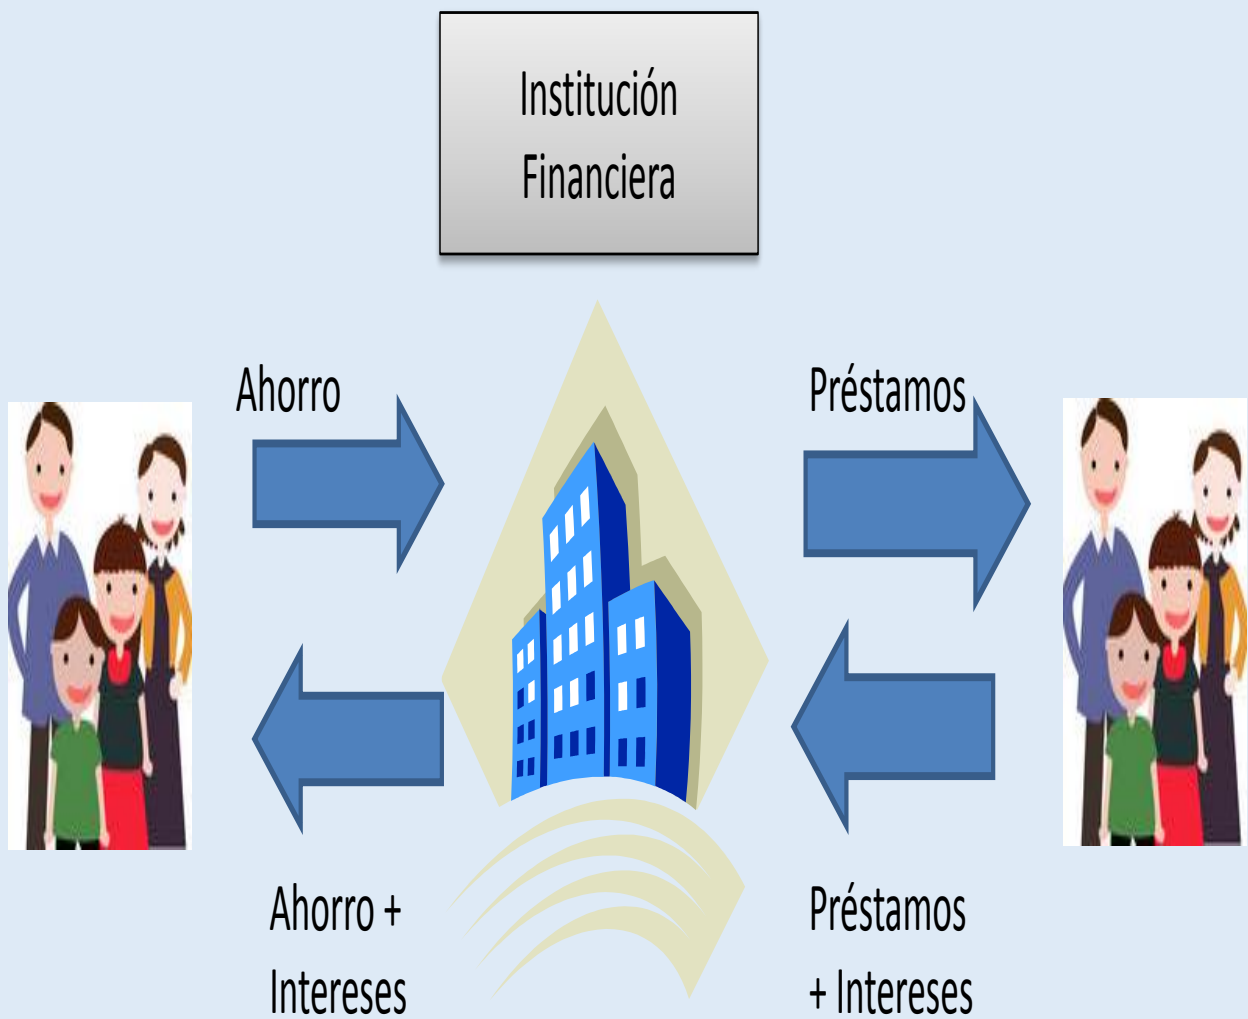 Institución
Financiera
Ahorro
Préstamos
Ahorro +
Intereses
Préstamos
+ Intereses